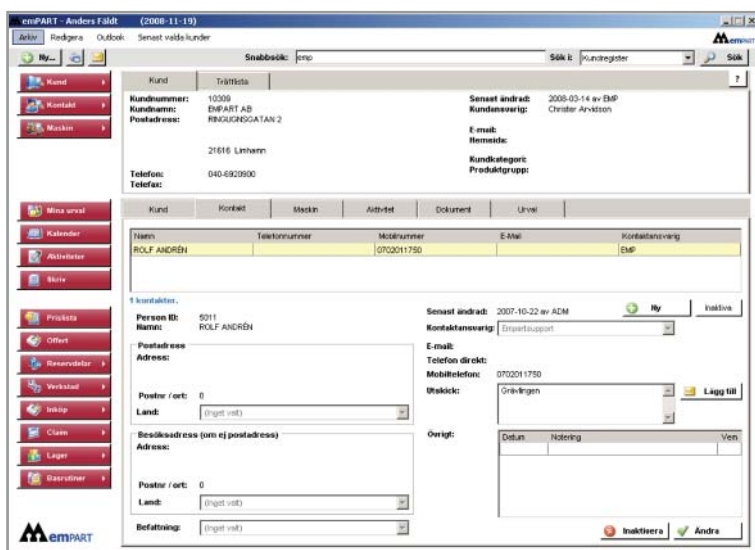 emPART - Anders Fäldt (2008-11-19)
Arkiv Redigera Outlook Senast valda kunder
emPART
Ny... Snabbsök: emp Sök i: Kundregister Sök
Kund Träfflista ?
Kund
Kontakt
Maskin
Kundnummer: 10309 Senast ändrad: 2008-03-14 av EMP
Kundnamn: EMPART AB Kundansvarig: Christer Arvidson
Postadress: RINGUGNSGATAN 2
E-mail:
Hemsida:
21616 Limhamn
Kundkategori:
Produktgrupp:
Telefon: 040-6920900
Telefax:
Mina urval
Kalender
Aktiviteter
Skriv
Kund Kontakt Maskin Aktivitet Dokument Urval
Namn Telefonnummer Mobilnummer E-Mail Kontaktansvarig
ROLF ANDRÉN 0702011750 EMP
1 kontakter.
Prislista
Offert
Reservdelar
Verkstad
Inköp
Claim
Lager
Basrutiner
Person ID: 5011 Senast ändrad: 2007-10-22 av ADM Ny Inaktiva
Namn: ROLF ANDRÉN Kontaktansvarig: Empartsupport
Postadress E-mail:
Adress: Telefon direkt:
Mobiltelefon: 0702011750
Postnr / ort: 0 Utskick: Grävlingen Lägg till
Land: (Inget valt)
Besöksadress (om ej postadress) Övrigt: Datum Notering Vem
Adress:
Postnr / ort: 0
Land: (Inget valt)
Befattning: (Inget valt) Inaktivera Ändra
emPART